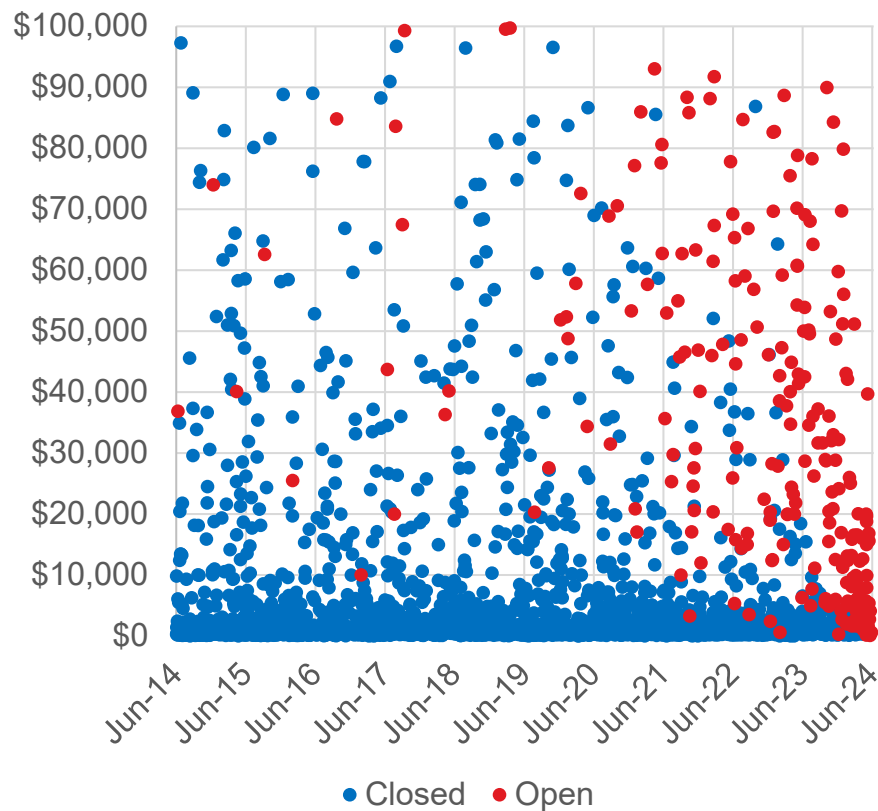 $100,000
$90,000
$80,000
$70,000
$60,000
$50,000
$40,000
$30,000
$20,000
$10,000
$0
Jun-14
Jun-15
Jun-16
Jun-17
Jun-18
Jun-19
Jun-20
Jun-21
Jun-22
Jun-23
Jun-24
Closed Open